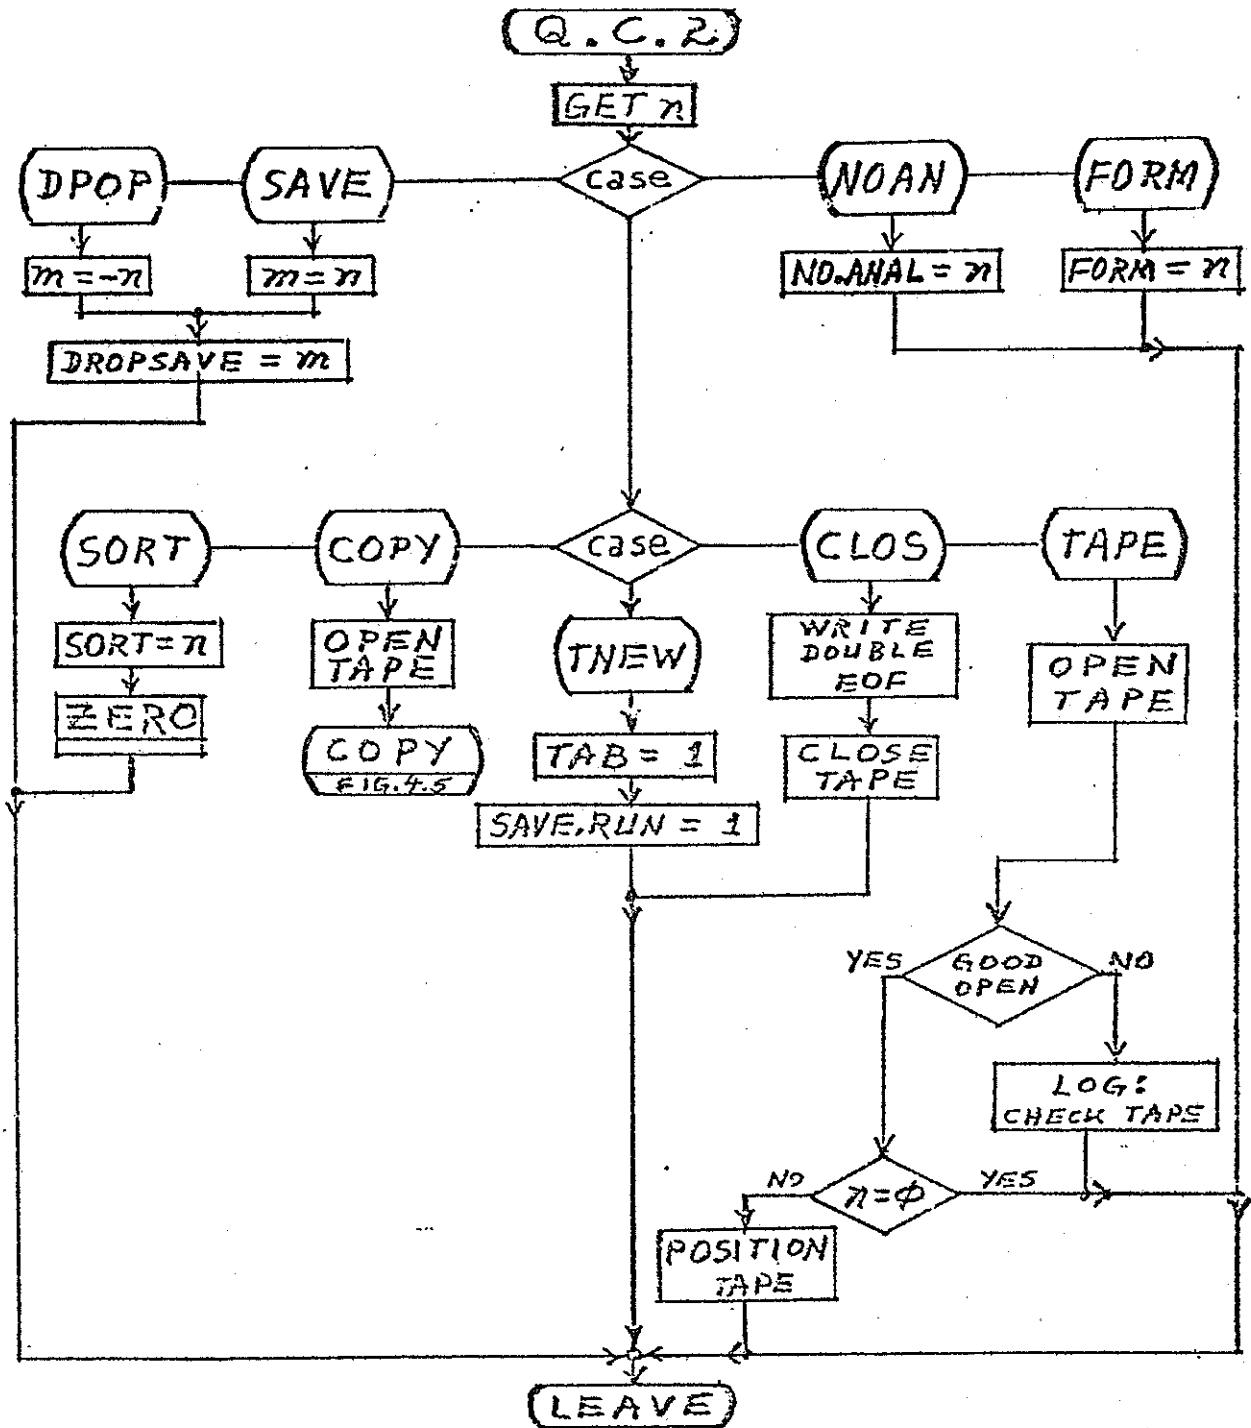 Q.C.2
GET n
DPOP
SAVE
case
NOAN
FORM
m=-n
m=n
NO.ANAL = n
FORM = n
DROPSAVE = m
SORT
COPY
case
CLOS
TAPE
SORT=n
OPEN
TAPE
TNEW
WRITE
DOUBLE
EOF
OPEN
TAPE
ZERO
COPY
FIG.4.5
TAB = 1
CLOSE
TAPE
SAVE.RUN = 1
YES
GOOD
OPEN
NO
LOG:
CHECK TAPE
NO
n=φ
YES
POSITION
TAPE
LEAVE